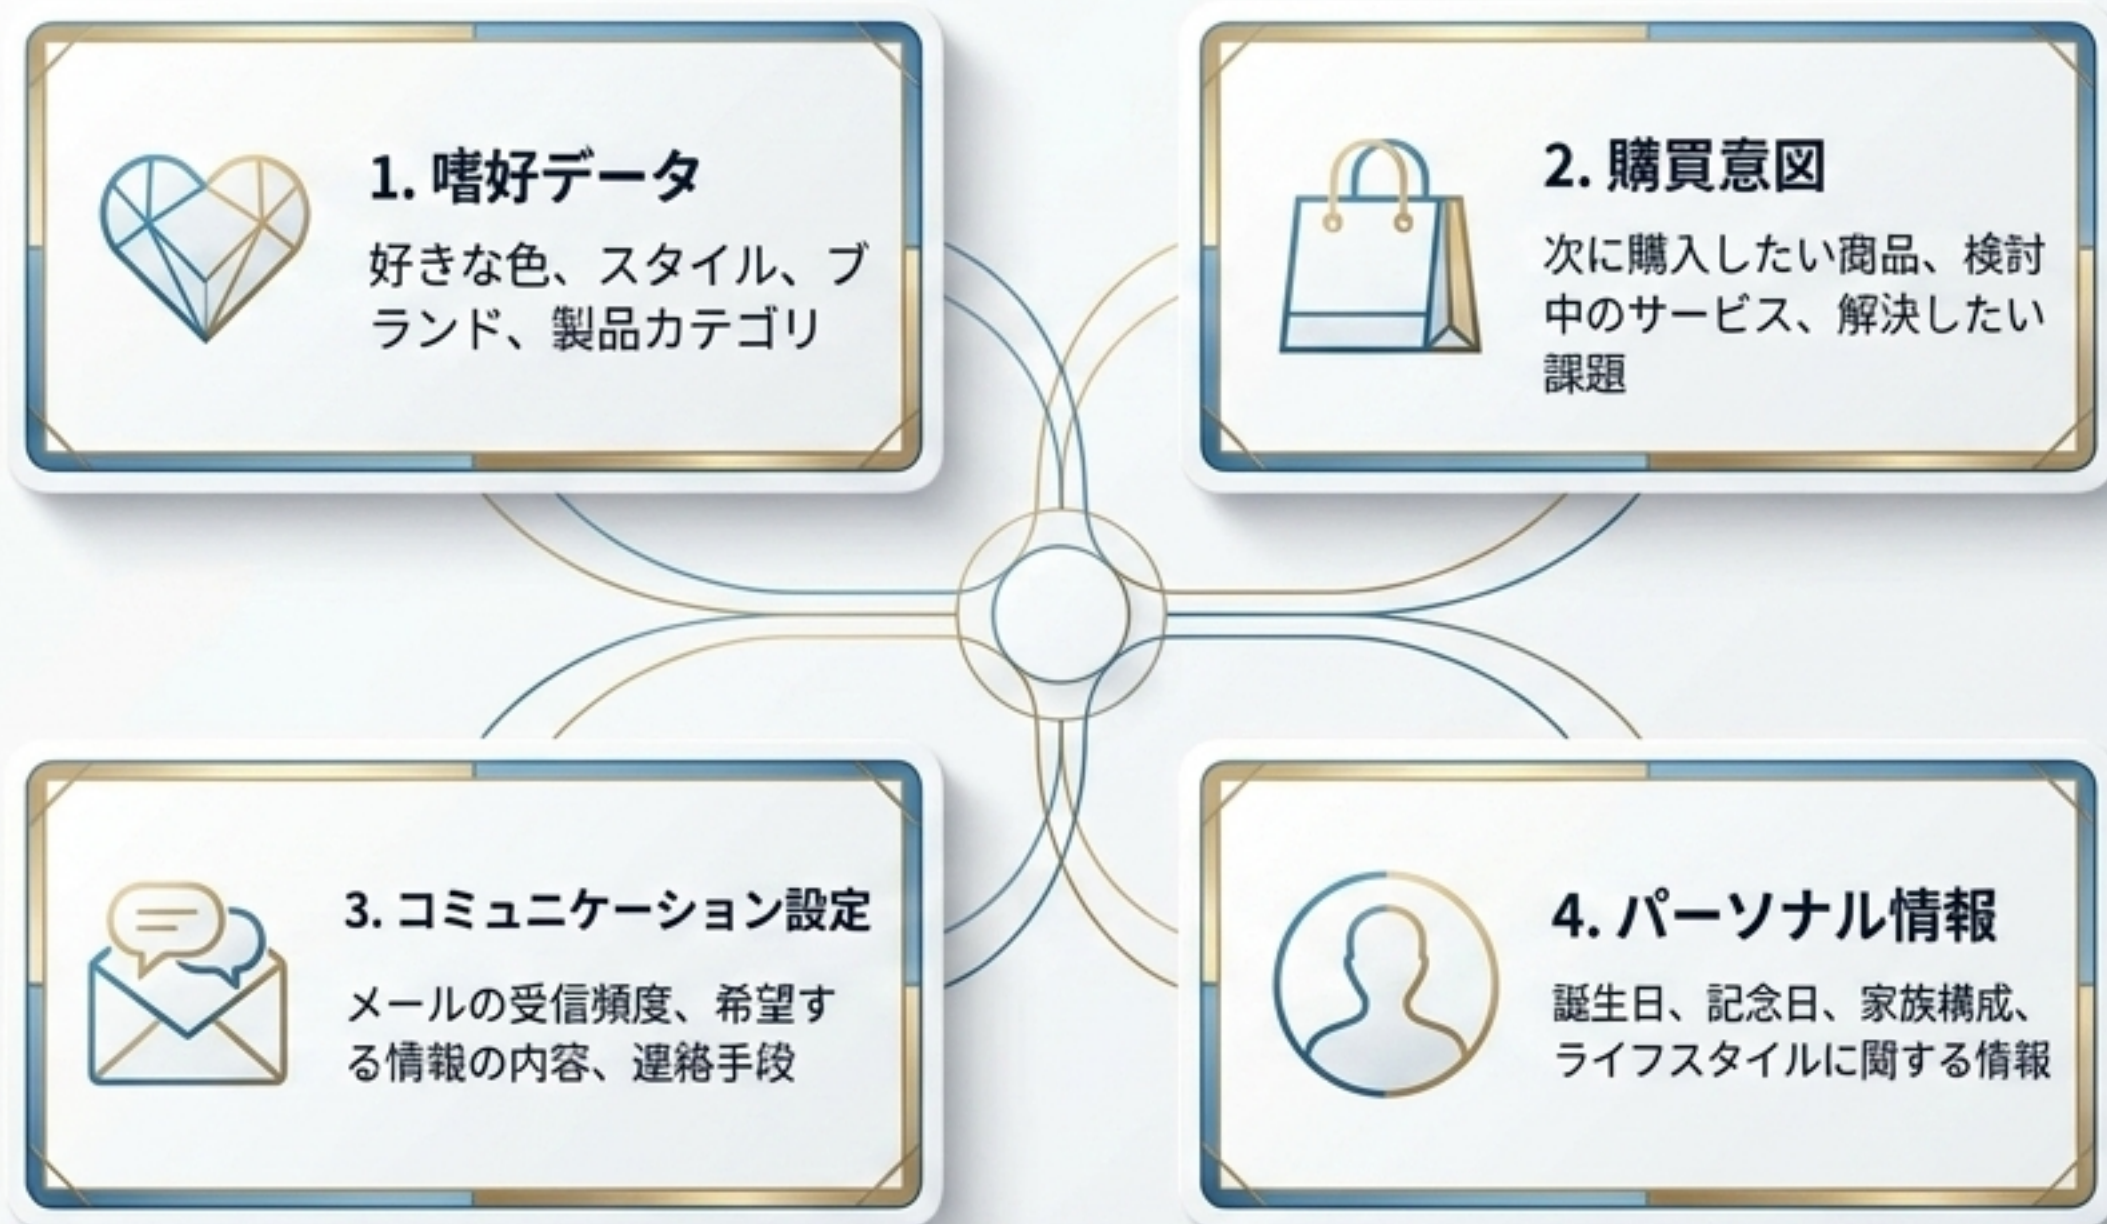 1. 嗜好データ
好きな色、スタイル、ブ
ランド、製品カテゴリ
2. 購買意図
次に購入したい商品、検討
中のサービス、解決したい
課題
3. コミュニケーション設定
メールの受信頻度、希望す
る情報の内容、連絡手段
4. パーソナル情報
誕生日、記念日、家族構成、
ライフスタイルに関する情報